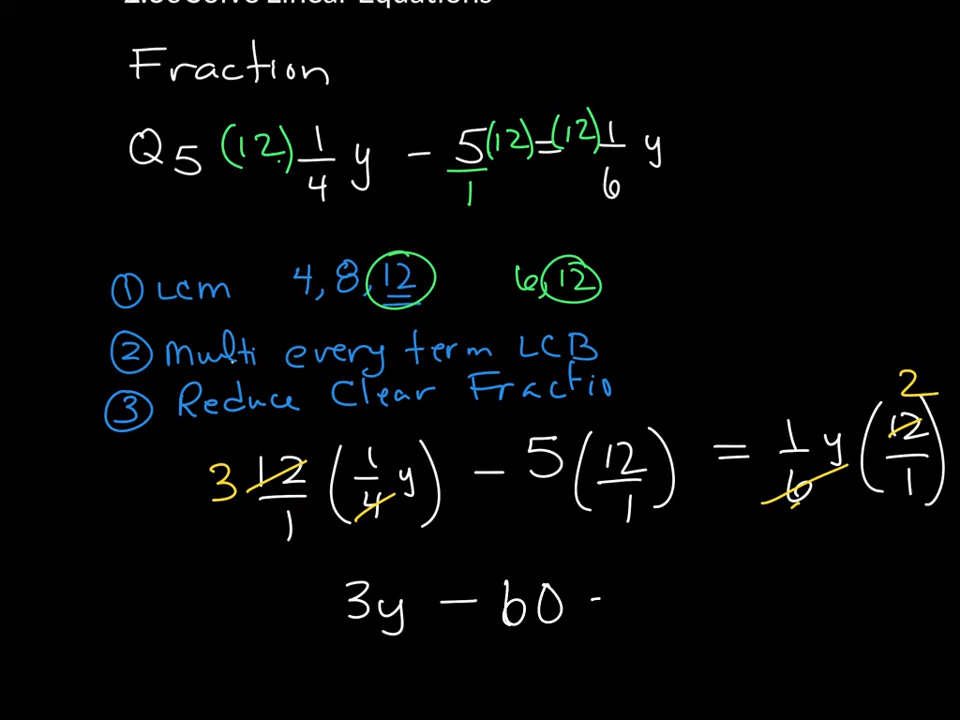 Fraction
Q5 (12) 1/4 y - 5/1 (12) = (12) 1/6 y
① LCM 4, 8, 12 6, 12
② Multi every term LCB
③ Reduce Clear Fractio
3 12/1 (1/4 y) - 5 (12/1) = 1/6 y (12/1) 2
3y - 60 -